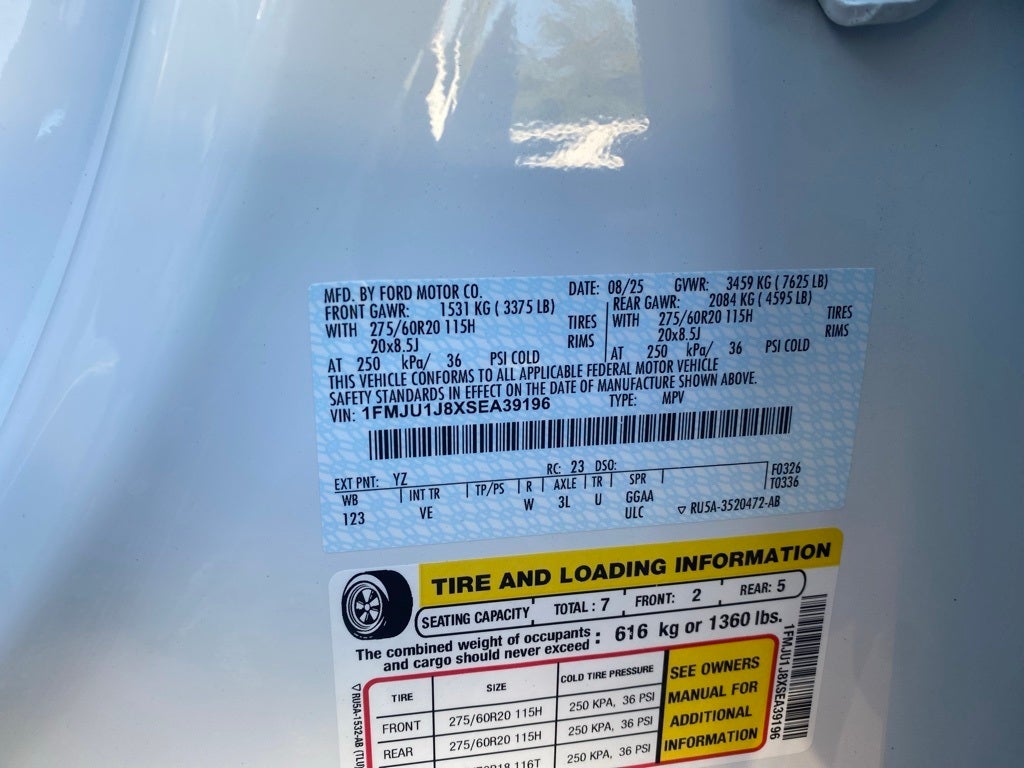 MFD. BY FORD MOTOR CO. DATE: 08/25 GVWR: 3459 KG ( 7625 LB)
FRONT GAWR: 1531 KG ( 3375 LB) REAR GAWR: 2084 KG ( 4595 LB)
WITH 275/60R20 115H TIRES WITH 275/60R20 115H TIRES
20x8.5J RIMS 20x8.5J RIMS
AT 250 kPa/ 36 PSI COLD AT 250 kPa/ 36 PSI COLD
THIS VEHICLE CONFORMS TO ALL APPLICABLE FEDERAL MOTOR VEHICLE
SAFETY STANDARDS IN EFFECT ON THE DATE OF MANUFACTURE SHOWN ABOVE.
VIN: 1FMJU1J8XSEA39196 TYPE: MPV
EXT PNT: YZ RC: 23 DSO: F0326
WB INT TR TP/PS R AXLE TR SPR T0336
123 VE W 3L U GGAA
ULC ▽ RU5A-3520472-AB
TIRE AND LOADING INFORMATION
SEATING CAPACITY TOTAL : 7 FRONT: 2 REAR: 5
The combined weight of occupants and cargo should never exceed : 616 kg or 1360 lbs.
TIRE SIZE COLD TIRE PRESSURE
FRONT 275/60R20 115H 250 KPA, 36 PSI
REAR 275/60R20 115H 250 KPA, 36 PSI
116T 250 KPA, 36 PSI
SEE OWNERS
MANUAL FOR
ADDITIONAL
INFORMATION
1FMJU1J8XSEA39196
▽ RU5A-1532-AB